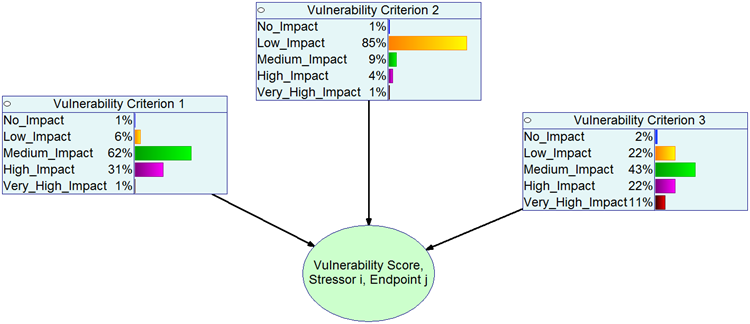 Vulnerability Criterion 2
No_Impact 1%
Low_Impact 85%
Medium_Impact 9%
High_Impact 4%
Very_High_Impact 1%
Vulnerability Criterion 1
No_Impact 1%
Low_Impact 6%
Medium_Impact 62%
High_Impact 31%
Very_High_Impact 1%
Vulnerability Criterion 3
No_Impact 2%
Low_Impact 22%
Medium_Impact 43%
High_Impact 22%
Very_High_Impact 11%
Vulnerability Score,
Stressor i, Endpoint j